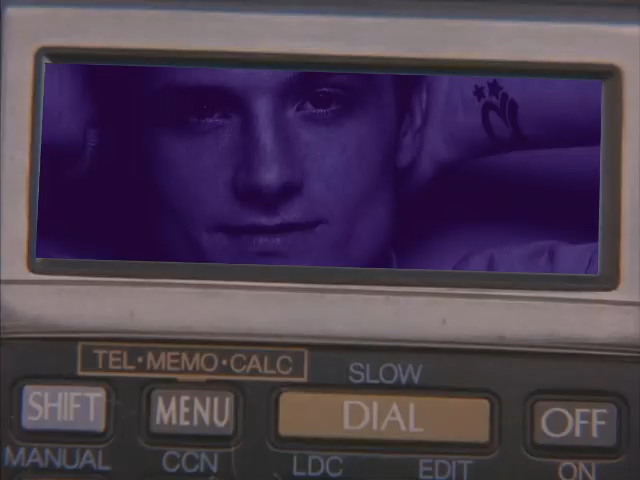 TEL•MEMO•CALC
SLOW
SHIFT MENU DIAL OFF
MANUAL CCN LDC EDIT ON